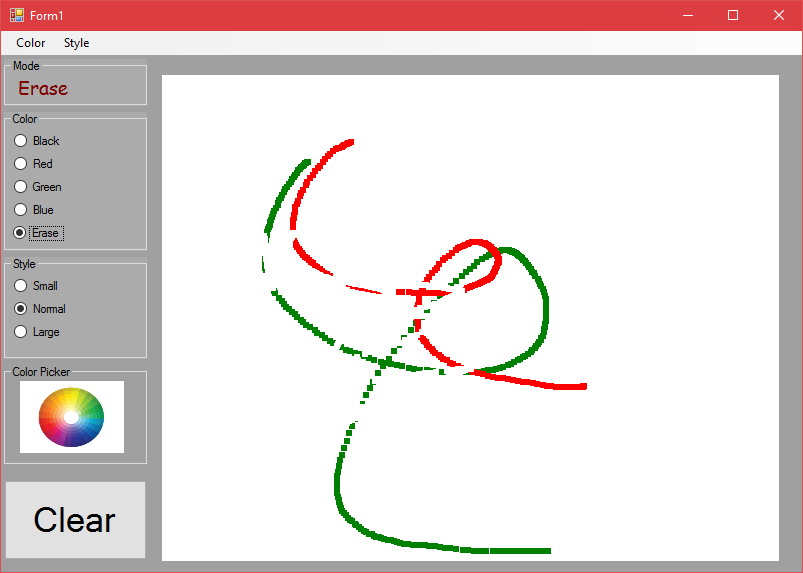 Form1
Color Style
Mode
Erase
Color
Black
Red
Green
Blue
Erase
Style
Small
Normal
Large
Color Picker
Clear